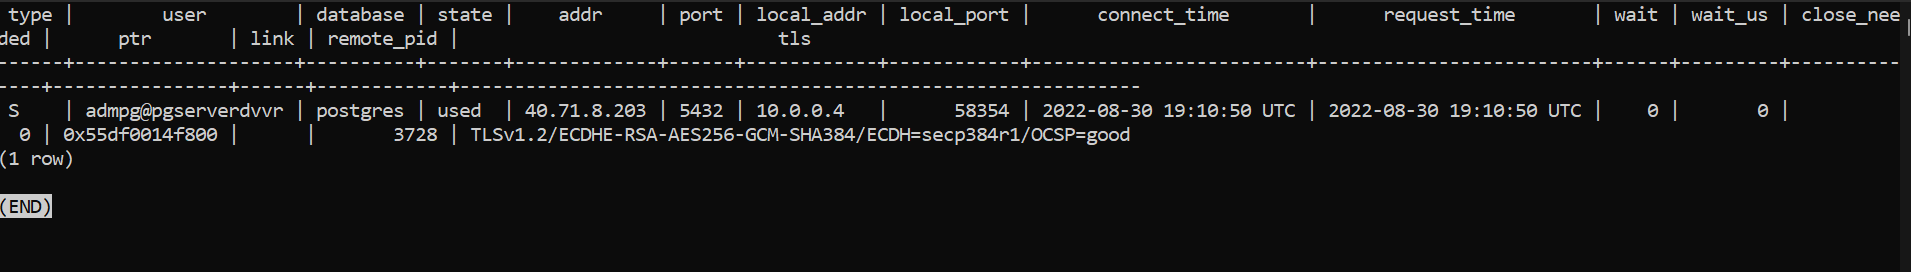 type |        user        | database | state |    addr     | port | local_addr | local_port |      connect_time       |      request_time       | wait | wait_us | close_nee
ded |      ptr       | link | remote_pid |                             tls
------+--------------------+----------+-------+-------------+------+------------+------------+-------------------------+-------------------------+------+---------+----------
----+----------------+------+------------+--------------------------------------------------------------
S    | admpg@pgserverdvvr | postgres | used  | 40.71.8.203 | 5432 | 10.0.0.4   |      58354 | 2022-08-30 19:10:50 UTC | 2022-08-30 19:10:50 UTC |    0 |       0 |
0 | 0x55df0014f800 |      |       3728 | TLSv1.2/ECDHE-RSA-AES256-GCM-SHA384/ECDH=secp384r1/OCSP=good
(1 row)
(END)